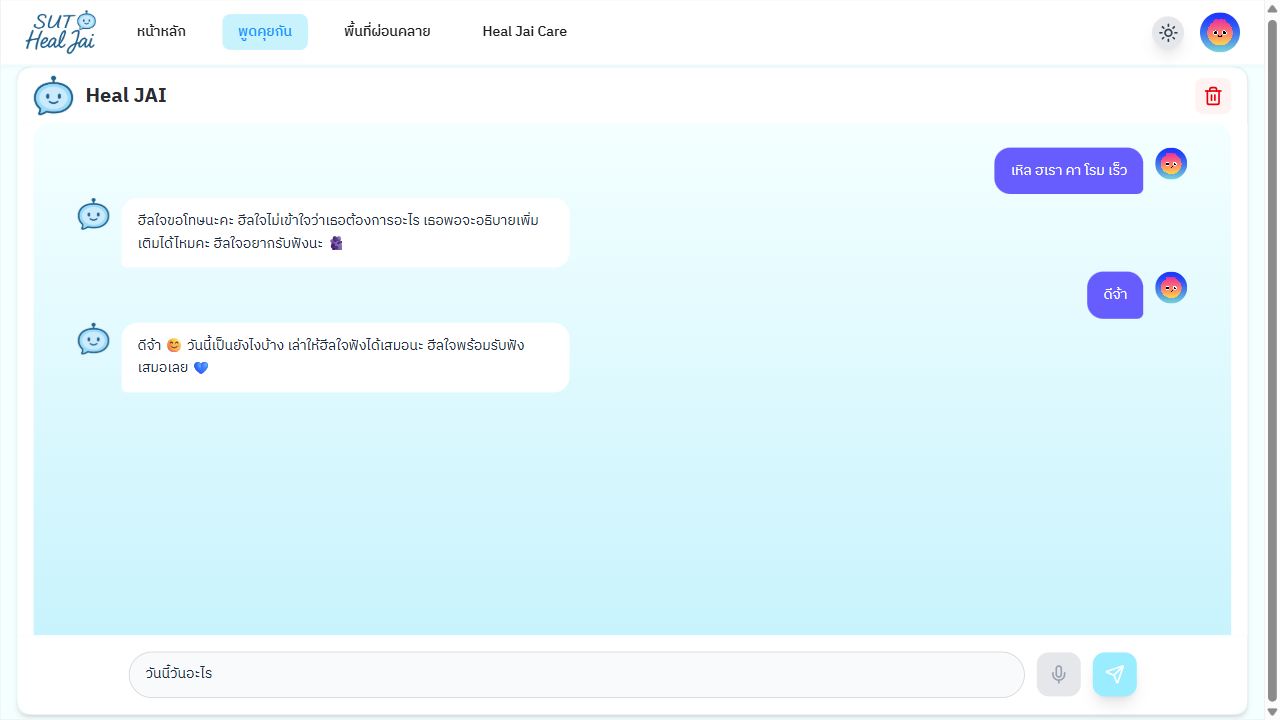 SUT
Heal Jai
หน้าหลัก
พูดคุยกัน
พื้นที่ผ่อนคลาย
Heal Jai Care
Heal JAI
เหิล ฮเรา คา โรม เร็ว
ฮีลใจขอโทษนะคะ ฮีลใจไม่เข้าใจว่าเธอต้องการอะไร เธอพอจะอธิบายเพิ่ม
เติมได้ไหมคะ ฮีลใจอยากรับฟังนะ
ดีจ้า
ดีจ้า 😊 วันนี้เป็นยังไงบ้าง เล่าให้ฮีลใจฟังได้เสมอนะ ฮีลใจพร้อมรับฟัง
เสมอเลย 💙
วันนี้วันอะไร